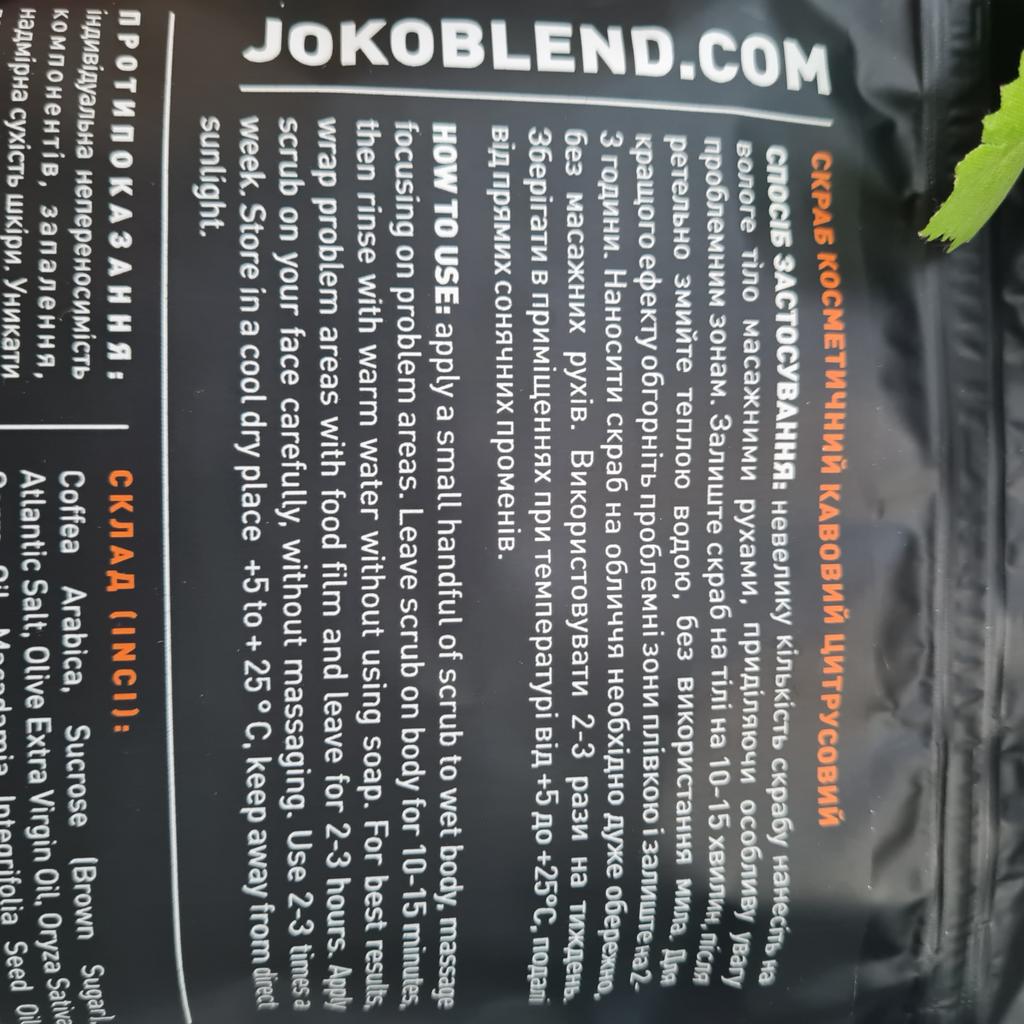 JOKOBLEND.COM
СКРАБ КОСМЕТИЧНИЙ КАВОВИЙ ЦИТРУСОВИЙ
СПОСІБ ЗАСТОСУВАННЯ: невелику кількість скрабу нанесіть на
вологе тіло масажними рухами, приділяючи особливу увагу
проблемним зонам. Залиште скраб на тілі на 10-15 хвилин, після
ретельно змийте теплою водою, без використання мила. Для
кращого ефекту обгорніть проблемні зони плівкою і залиште на 2-
3 години. Наносити скраб на обличчя необхідно дуже обережно,
без масажних рухів. Використовувати 2-3 рази на тиждень.
Зберігати в приміщеннях при температурі від +5 до +25°С, подалі
від прямих сонячних променів.
HOW TO USE: apply a small handful of scrub to wet body, massage
focusing on problem areas. Leave scrub on body for 10-15 minutes,
then rinse with warm water without using soap. For best results,
wrap problem areas with food film and leave for 2-3 hours. Apply
scrub on your face carefully, without massaging. Use 2-3 times a
week. Store in a cool dry place +5 to + 25 °C, keep away from direct
sunlight.
ПРОТИПОКАЗАННЯ:
індивідуальна непереносимість
компонентів, запалення,
надмірна сухість шкіри. Уникати
СКЛАД (INCI):
Coffea Arabica, Sucrose (Brown Sugar),
Atlantic Salt, Olive Extra Virgin Oil, Oryza Sativa
Oil, Macadamia Integrifolia Seed Oil